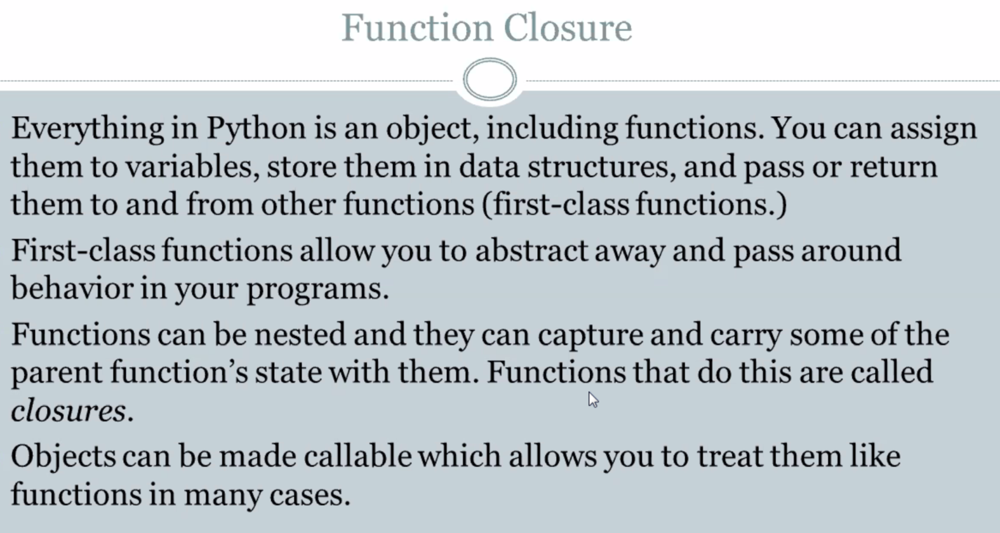 Function Closure
Everything in Python is an object, including functions. You can assign
them to variables, store them in data structures, and pass or return
them to and from other functions (first-class functions.)
First-class functions allow you to abstract away and pass around
behavior in your programs.
Functions can be nested and they can capture and carry some of the
parent function’s state with them. Functions that do this are called
closures.
Objects can be made callable which allows you to treat them like
functions in many cases.